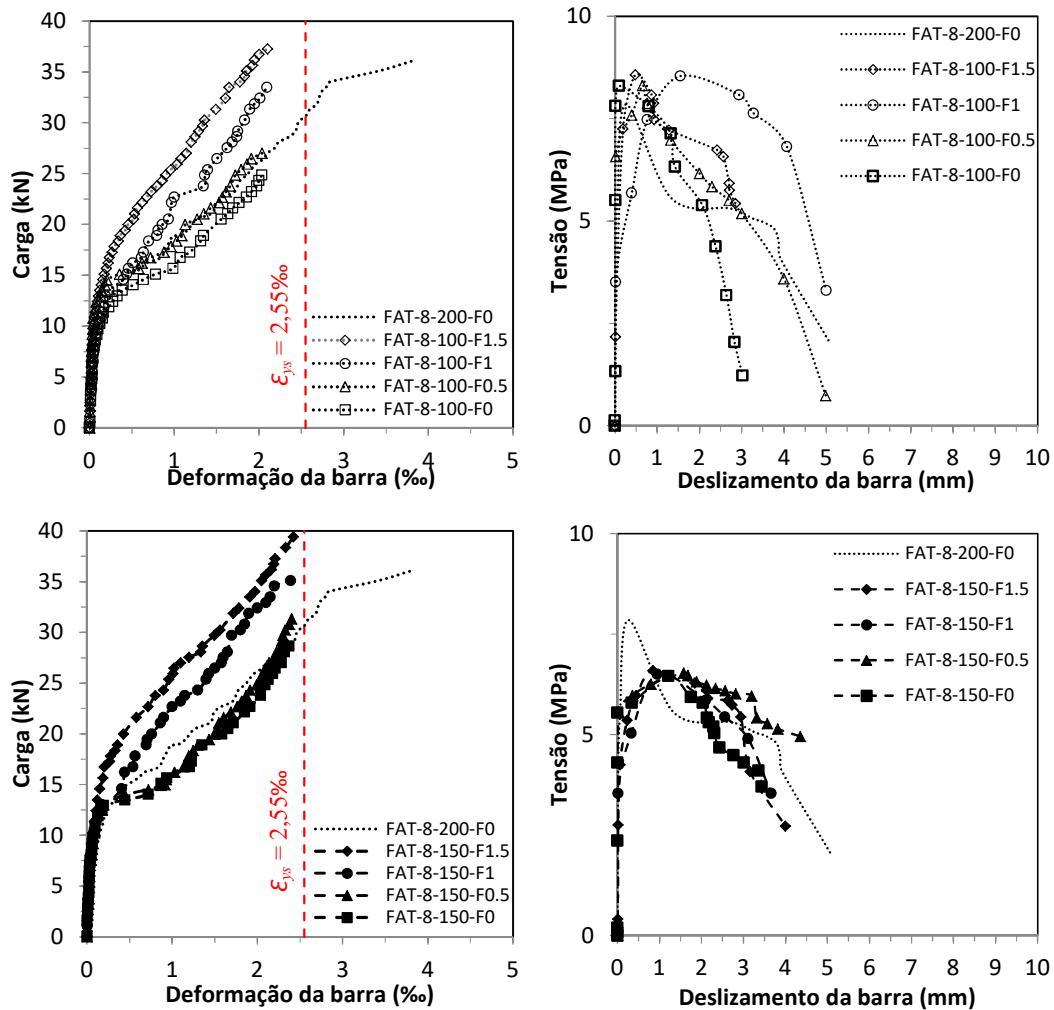 40
35
30
25
20
15
10
5
0
Carga (kN)
0 1 2 3 4 5
Deformação da barra (‰)
εys = 2,55‰
FAT-8-200-F0
FAT-8-100-F1.5
FAT-8-100-F1
FAT-8-100-F0.5
FAT-8-100-F0
10
5
0
Tensão (MPa)
0 1 2 3 4 5 6 7 8 9 10
Deslizamento da barra (mm)
FAT-8-200-F0
FAT-8-100-F1.5
FAT-8-100-F1
FAT-8-100-F0.5
FAT-8-100-F0
40
35
30
25
20
15
10
5
0
Carga (kN)
0 1 2 3 4 5
Deformação da barra (‰)
εys = 2,55‰
FAT-8-200-F0
FAT-8-150-F1.5
FAT-8-150-F1
FAT-8-150-F0.5
FAT-8-150-F0
10
5
0
Tensão (MPa)
0 1 2 3 4 5 6 7 8 9 10
Deslizamento da barra (mm)
FAT-8-200-F0
FAT-8-150-F1.5
FAT-8-150-F1
FAT-8-150-F0.5
FAT-8-150-F0